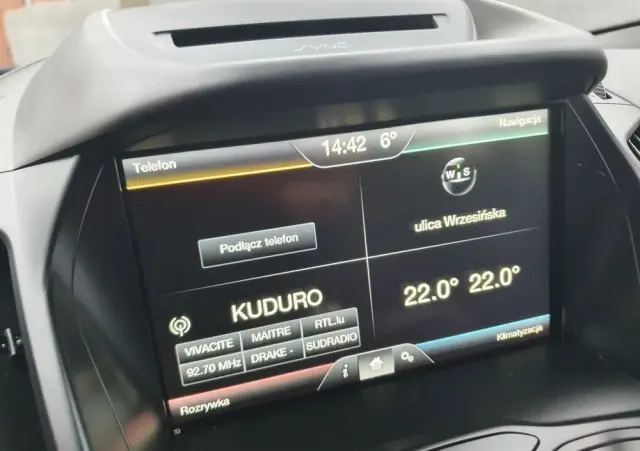 SYNC
Telefon
14:42 6°
Nawigacja
W S
ulica Wrzesińska
Podłącz telefon
KUDURO
VIVACITE MAITRE RTL.lu
92.70 MHz DRAKE - SUDRADIO
22.0° 22.0°
Rozrywka
i
Klimatyzacja